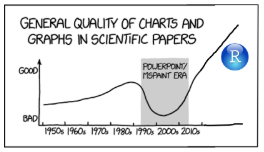 GENERAL QUALITY OF CHARTS AND
GRAPHS IN SCIENTIFIC PAPERS
POWERPOINT/
MSPAINT ERA
R
GOOD
BAD
1950s 1960s 1970s 1980s 1990s 2000s 2010s